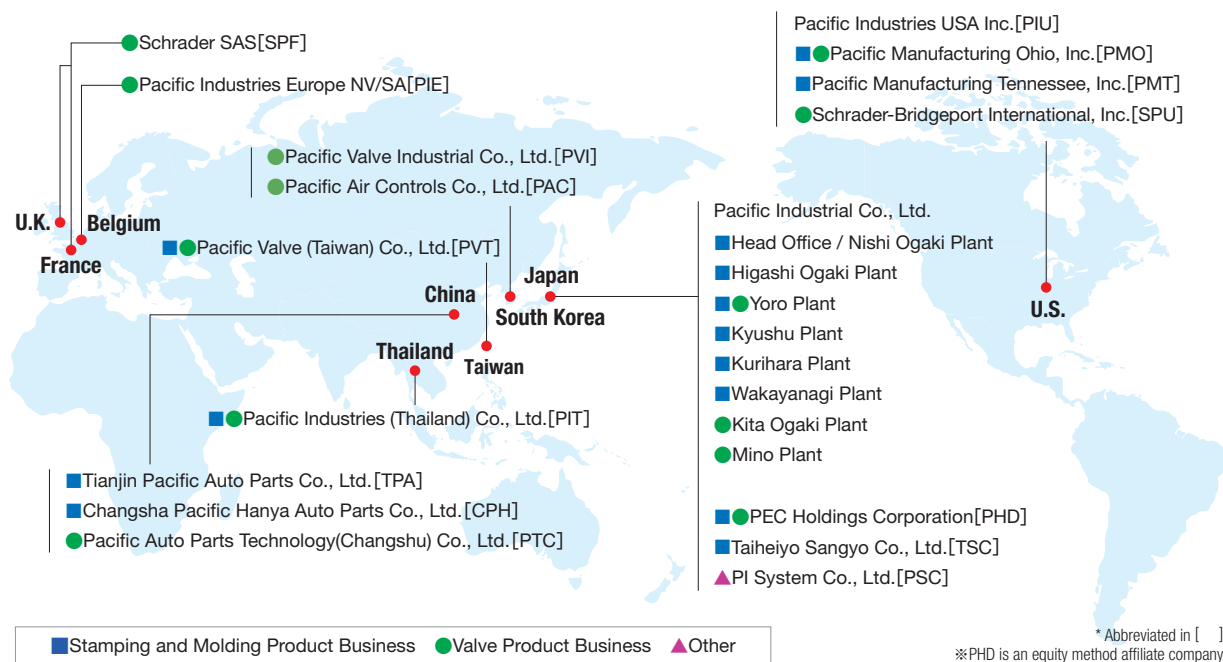 Schrader SAS[SPF]
Pacific Industries Europe NV/SA[PIE]
Pacific Valve Industrial Co., Ltd.[PVI]
Pacific Air Controls Co., Ltd.[PAC]
U.K.
Belgium
France
Pacific Valve (Taiwan) Co., Ltd.[PVT]
China
Japan
South Korea
Thailand
Taiwan
Pacific Industries (Thailand) Co., Ltd.[PIT]
Tianjin Pacific Auto Parts Co., Ltd.[TPA]
Changsha Pacific Hanya Auto Parts Co., Ltd.[CPH]
Pacific Auto Parts Technology(Changshu) Co., Ltd.[PTC]
Pacific Industries USA Inc.[PIU]
Pacific Manufacturing Ohio, Inc.[PMO]
Pacific Manufacturing Tennessee, Inc.[PMT]
Schrader-Bridgeport International, Inc.[SPU]
U.S.
Pacific Industrial Co., Ltd.
Head Office / Nishi Ogaki Plant
Higashi Ogaki Plant
Yoro Plant
Kyushu Plant
Kurihara Plant
Wakayanagi Plant
Kita Ogaki Plant
Mino Plant
PEC Holdings Corporation[PHD]
Taiheiyo Sangyo Co., Ltd.[TSC]
PI System Co., Ltd.[PSC]
Stamping and Molding Product Business
Valve Product Business
Other
* Abbreviated in [ ]
※PHD is an equity method affiliate company